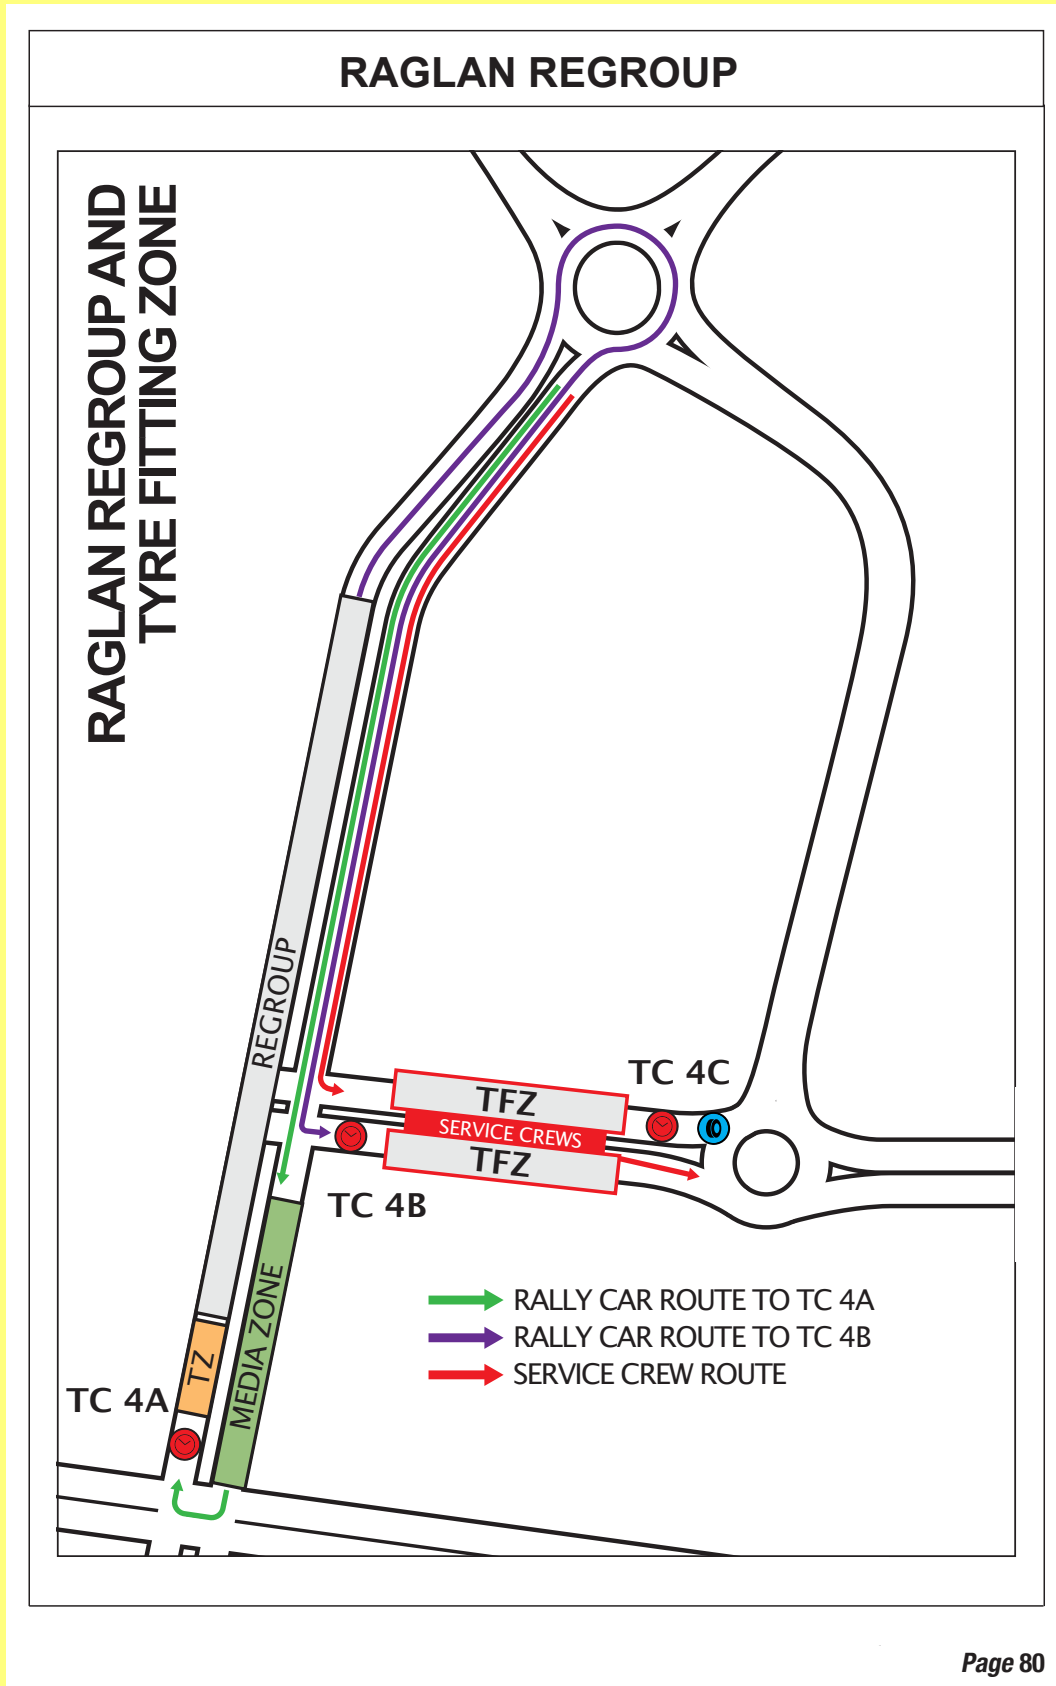 RAGLAN REGROUP
RAGLAN REGROUP AND
TYRE FITTING ZONE
REGROUP
TC 4C
TFZ
SERVICE CREWS
TFZ
TC 4B
RALLY CAR ROUTE TO TC 4A
RALLY CAR ROUTE TO TC 4B
SERVICE CREW ROUTE
MEDIA ZONE
TZ
TC 4A
Page 80